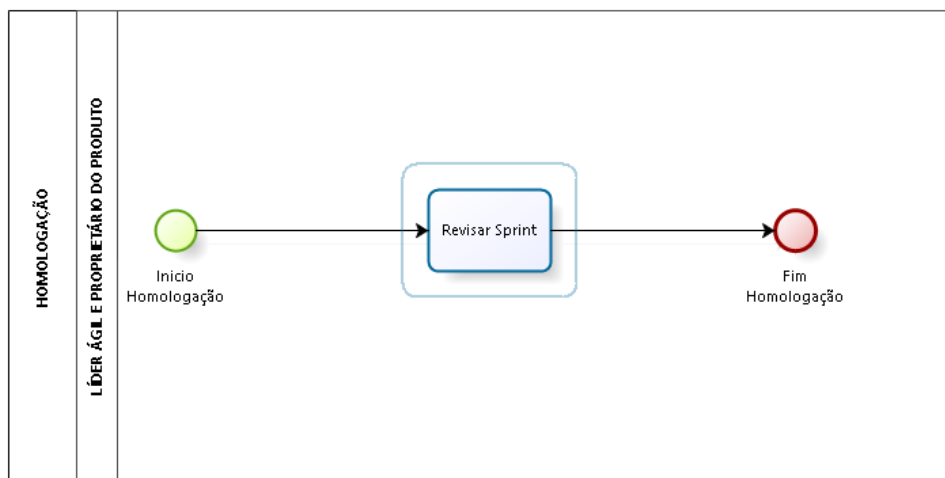 HOMOLOGAÇÃO
LÍDER ÁGIL E PROPRIETÁRIO DO PRODUTO
Inicio
Homologação
Revisar Sprint
Fim
Homologação